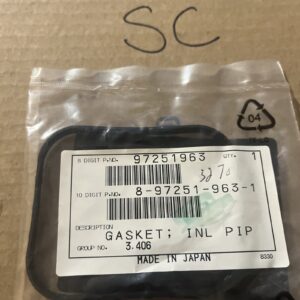 SC
04
8 DIGIT P.NO. 97251963 QTY. 1
10 DIGIT P.NO. 8-97251-963-1
DESCRIPTION
GASKET; INL PIP
GROUP NO. 3.406
MADE IN JAPAN